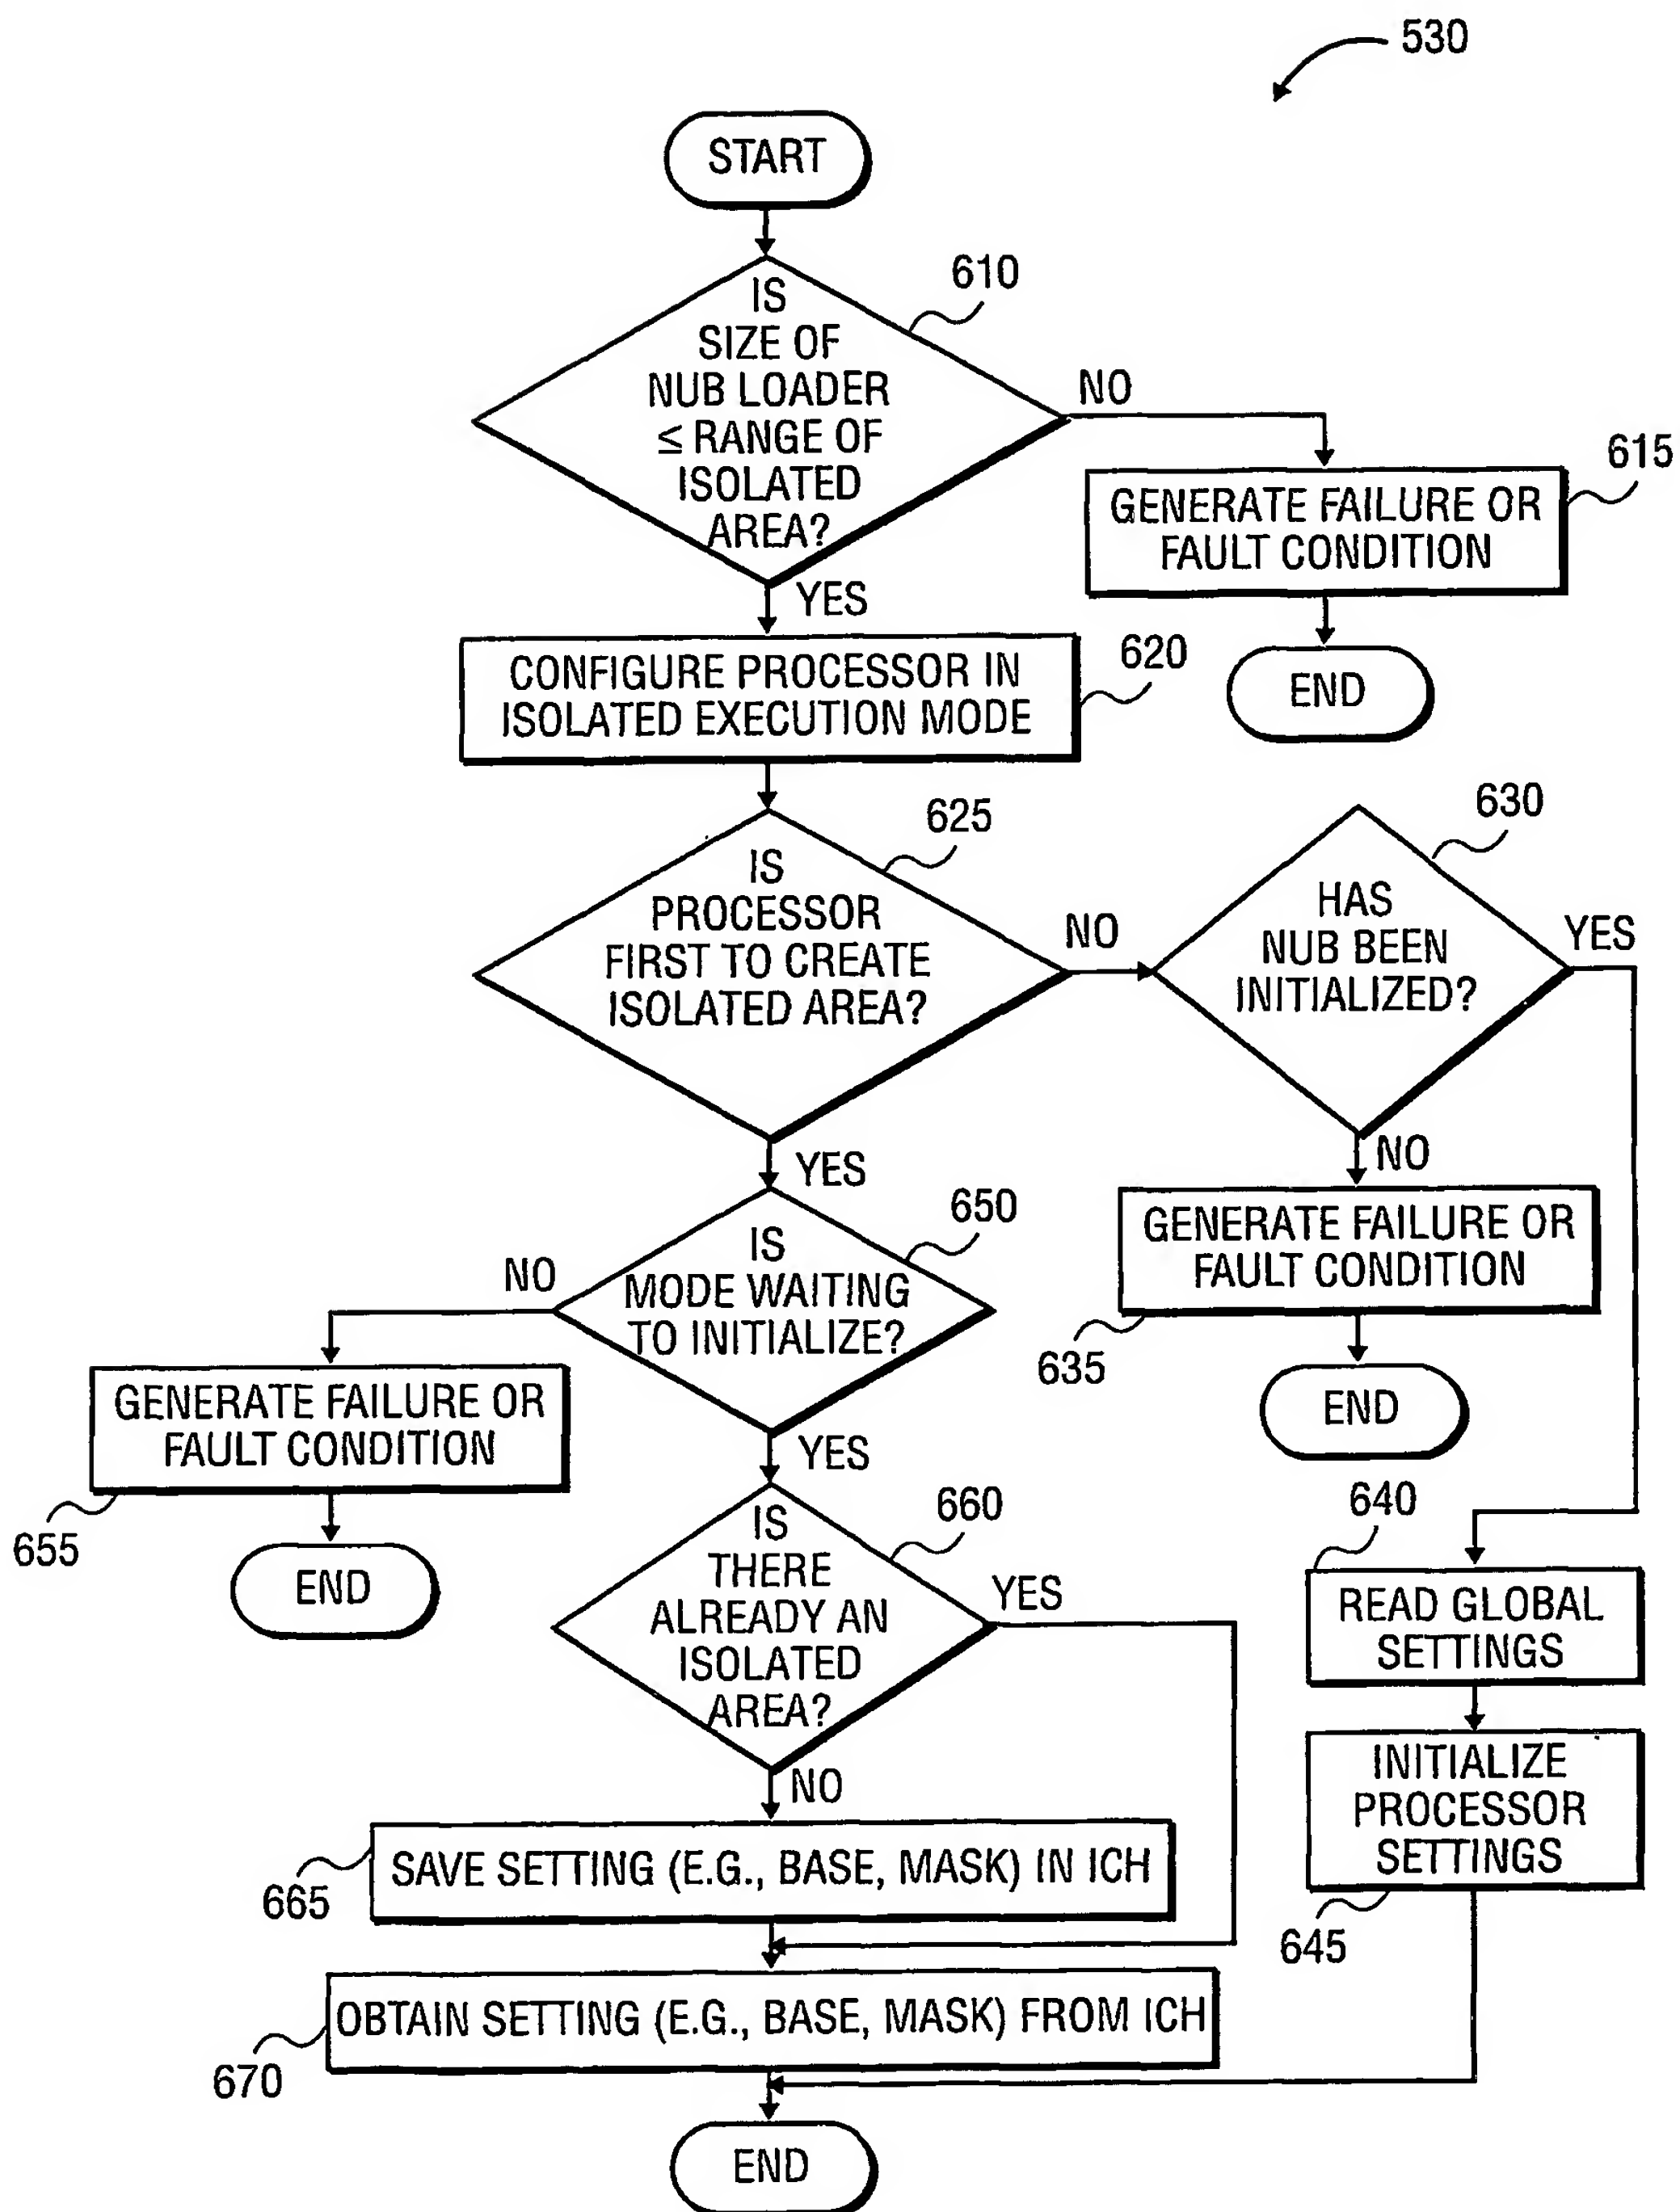 530
START
610
IS
SIZE OF
NUB LOADER
≤ RANGE OF
ISOLATED
AREA?
NO
615
GENERATE FAILURE OR
FAULT CONDITION
END
YES
620
CONFIGURE PROCESSOR IN
ISOLATED EXECUTION MODE
625
IS
PROCESSOR
FIRST TO CREATE
ISOLATED AREA?
NO
630
HAS
NUB BEEN
INITIALIZED?
YES
NO
GENERATE FAILURE OR
FAULT CONDITION
635
END
YES
650
IS
MODE WAITING
TO INITIALIZE?
NO
GENERATE FAILURE OR
FAULT CONDITION
655
END
YES
660
IS
THERE
ALREADY AN
ISOLATED
AREA?
YES
640
READ GLOBAL
SETTINGS
INITIALIZE
PROCESSOR
SETTINGS
645
NO
SAVE SETTING (E.G., BASE, MASK) IN ICH
665
OBTAIN SETTING (E.G., BASE, MASK) FROM ICH
670
END